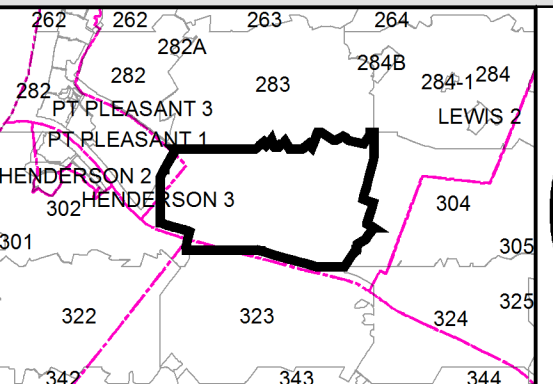 262 262 263 264
282A
284B
282 283 284-1 284
282
PT PLEASANT 3
LEWIS 2
PT PLEASANT 1
HENDERSON 2
HENDERSON 3
302 304
301 305
325
322 323 324
342 343 344